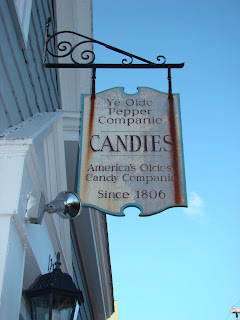 Ye Olde
Pepper
Companie
CANDIES
America's Oldest
Candy Companie
Since 1806